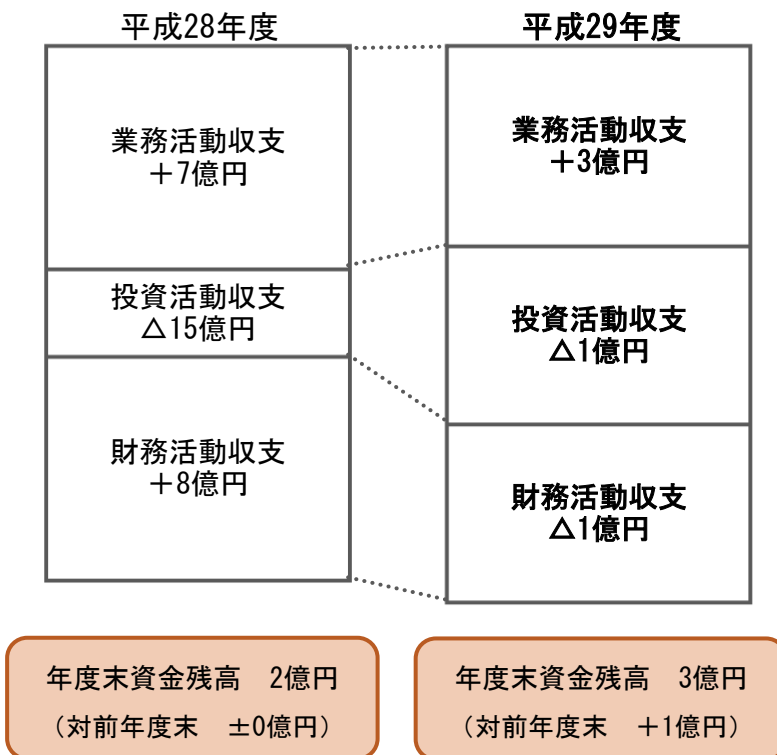 平成28年度
業務活動収支
＋7億円
投資活動収支
△15億円
財務活動収支
＋8億円
年度末資金残高　2億円
（対前年度末　±0億円）
平成29年度
業務活動収支
＋3億円
投資活動収支
△1億円
財務活動収支
△1億円
年度末資金残高　3億円
（対前年度末　＋1億円）